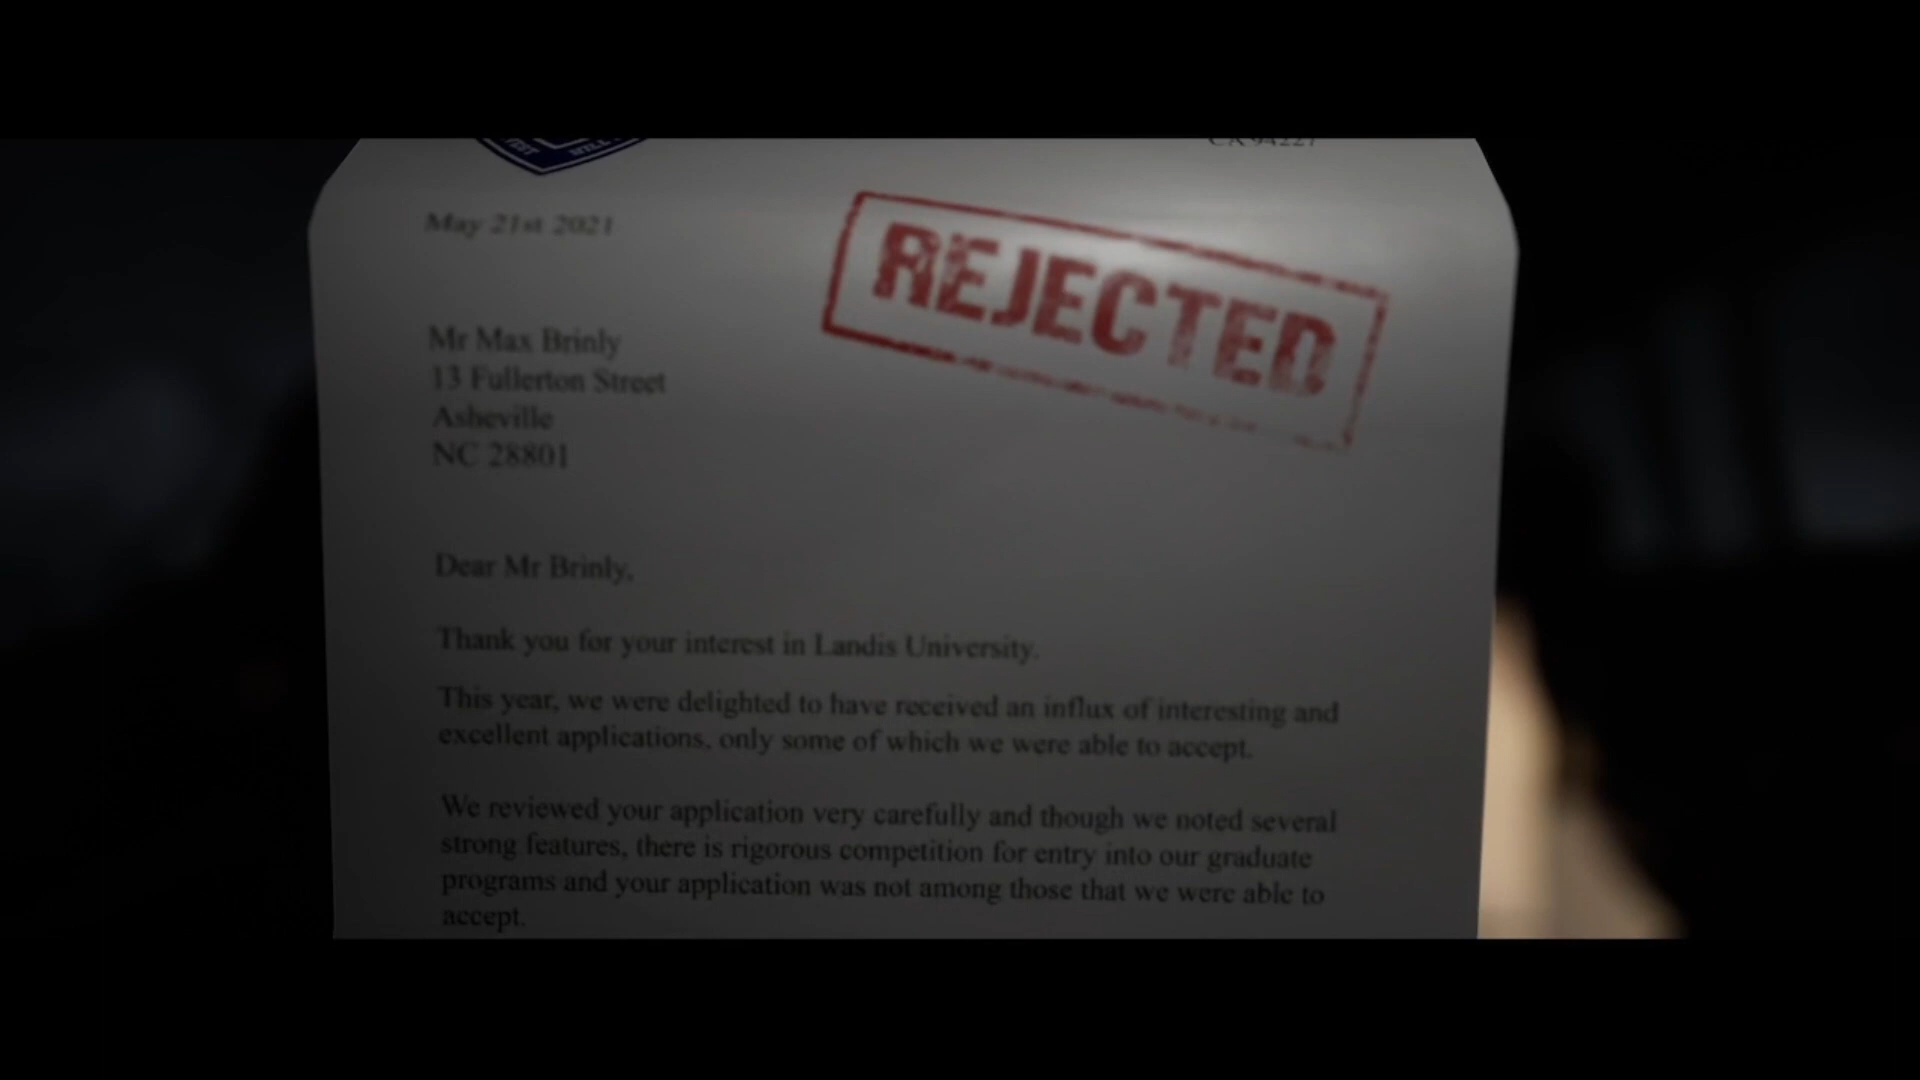 CA 94227
May 21st 2021
REJECTED
Mr Max Brinly
13 Fullerton Street
Asheville
NC 28801
Dear Mr Brinly,
Thank you for your interest in Landis University.
This year, we were delighted to have received an influx of interesting and
excellent applications, only some of which we were able to accept.
We reviewed your application very carefully and though we noted several
strong features, there is rigorous competition for entry into our graduate
programs and your application was not among those that we were able to
accept.